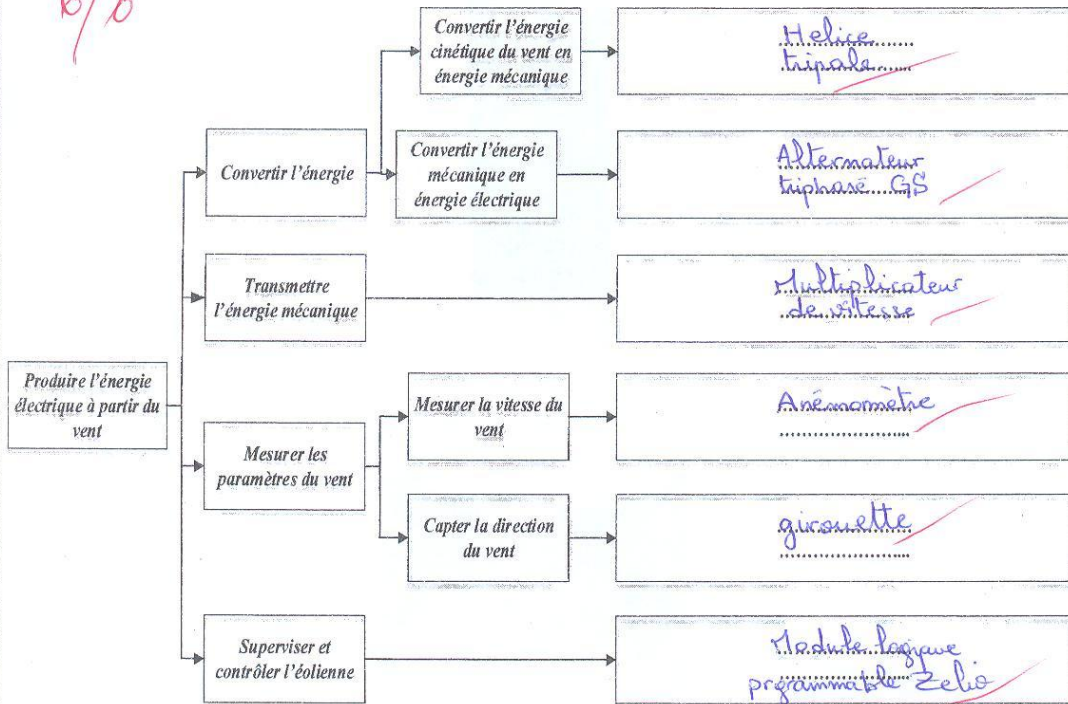 6/6
Convertir l'énergie
cinétique du vent en
énergie mécanique
Helice
tripale
Convertir l'énergie
Convertir l'énergie
mécanique en
énergie électrique
Alternateur
triphasé GS
Transmettre
l'énergie mécanique
Multiplicateur
de vitesse
Produire l'énergie
électrique à partir du
vent
Mesurer les
paramètres du vent
Mesurer la vitesse du
vent
Anémomètre
Capter la direction
du vent
girouette
Superviser et
contrôler l'éolienne
Module logique
prgrammable Zelio